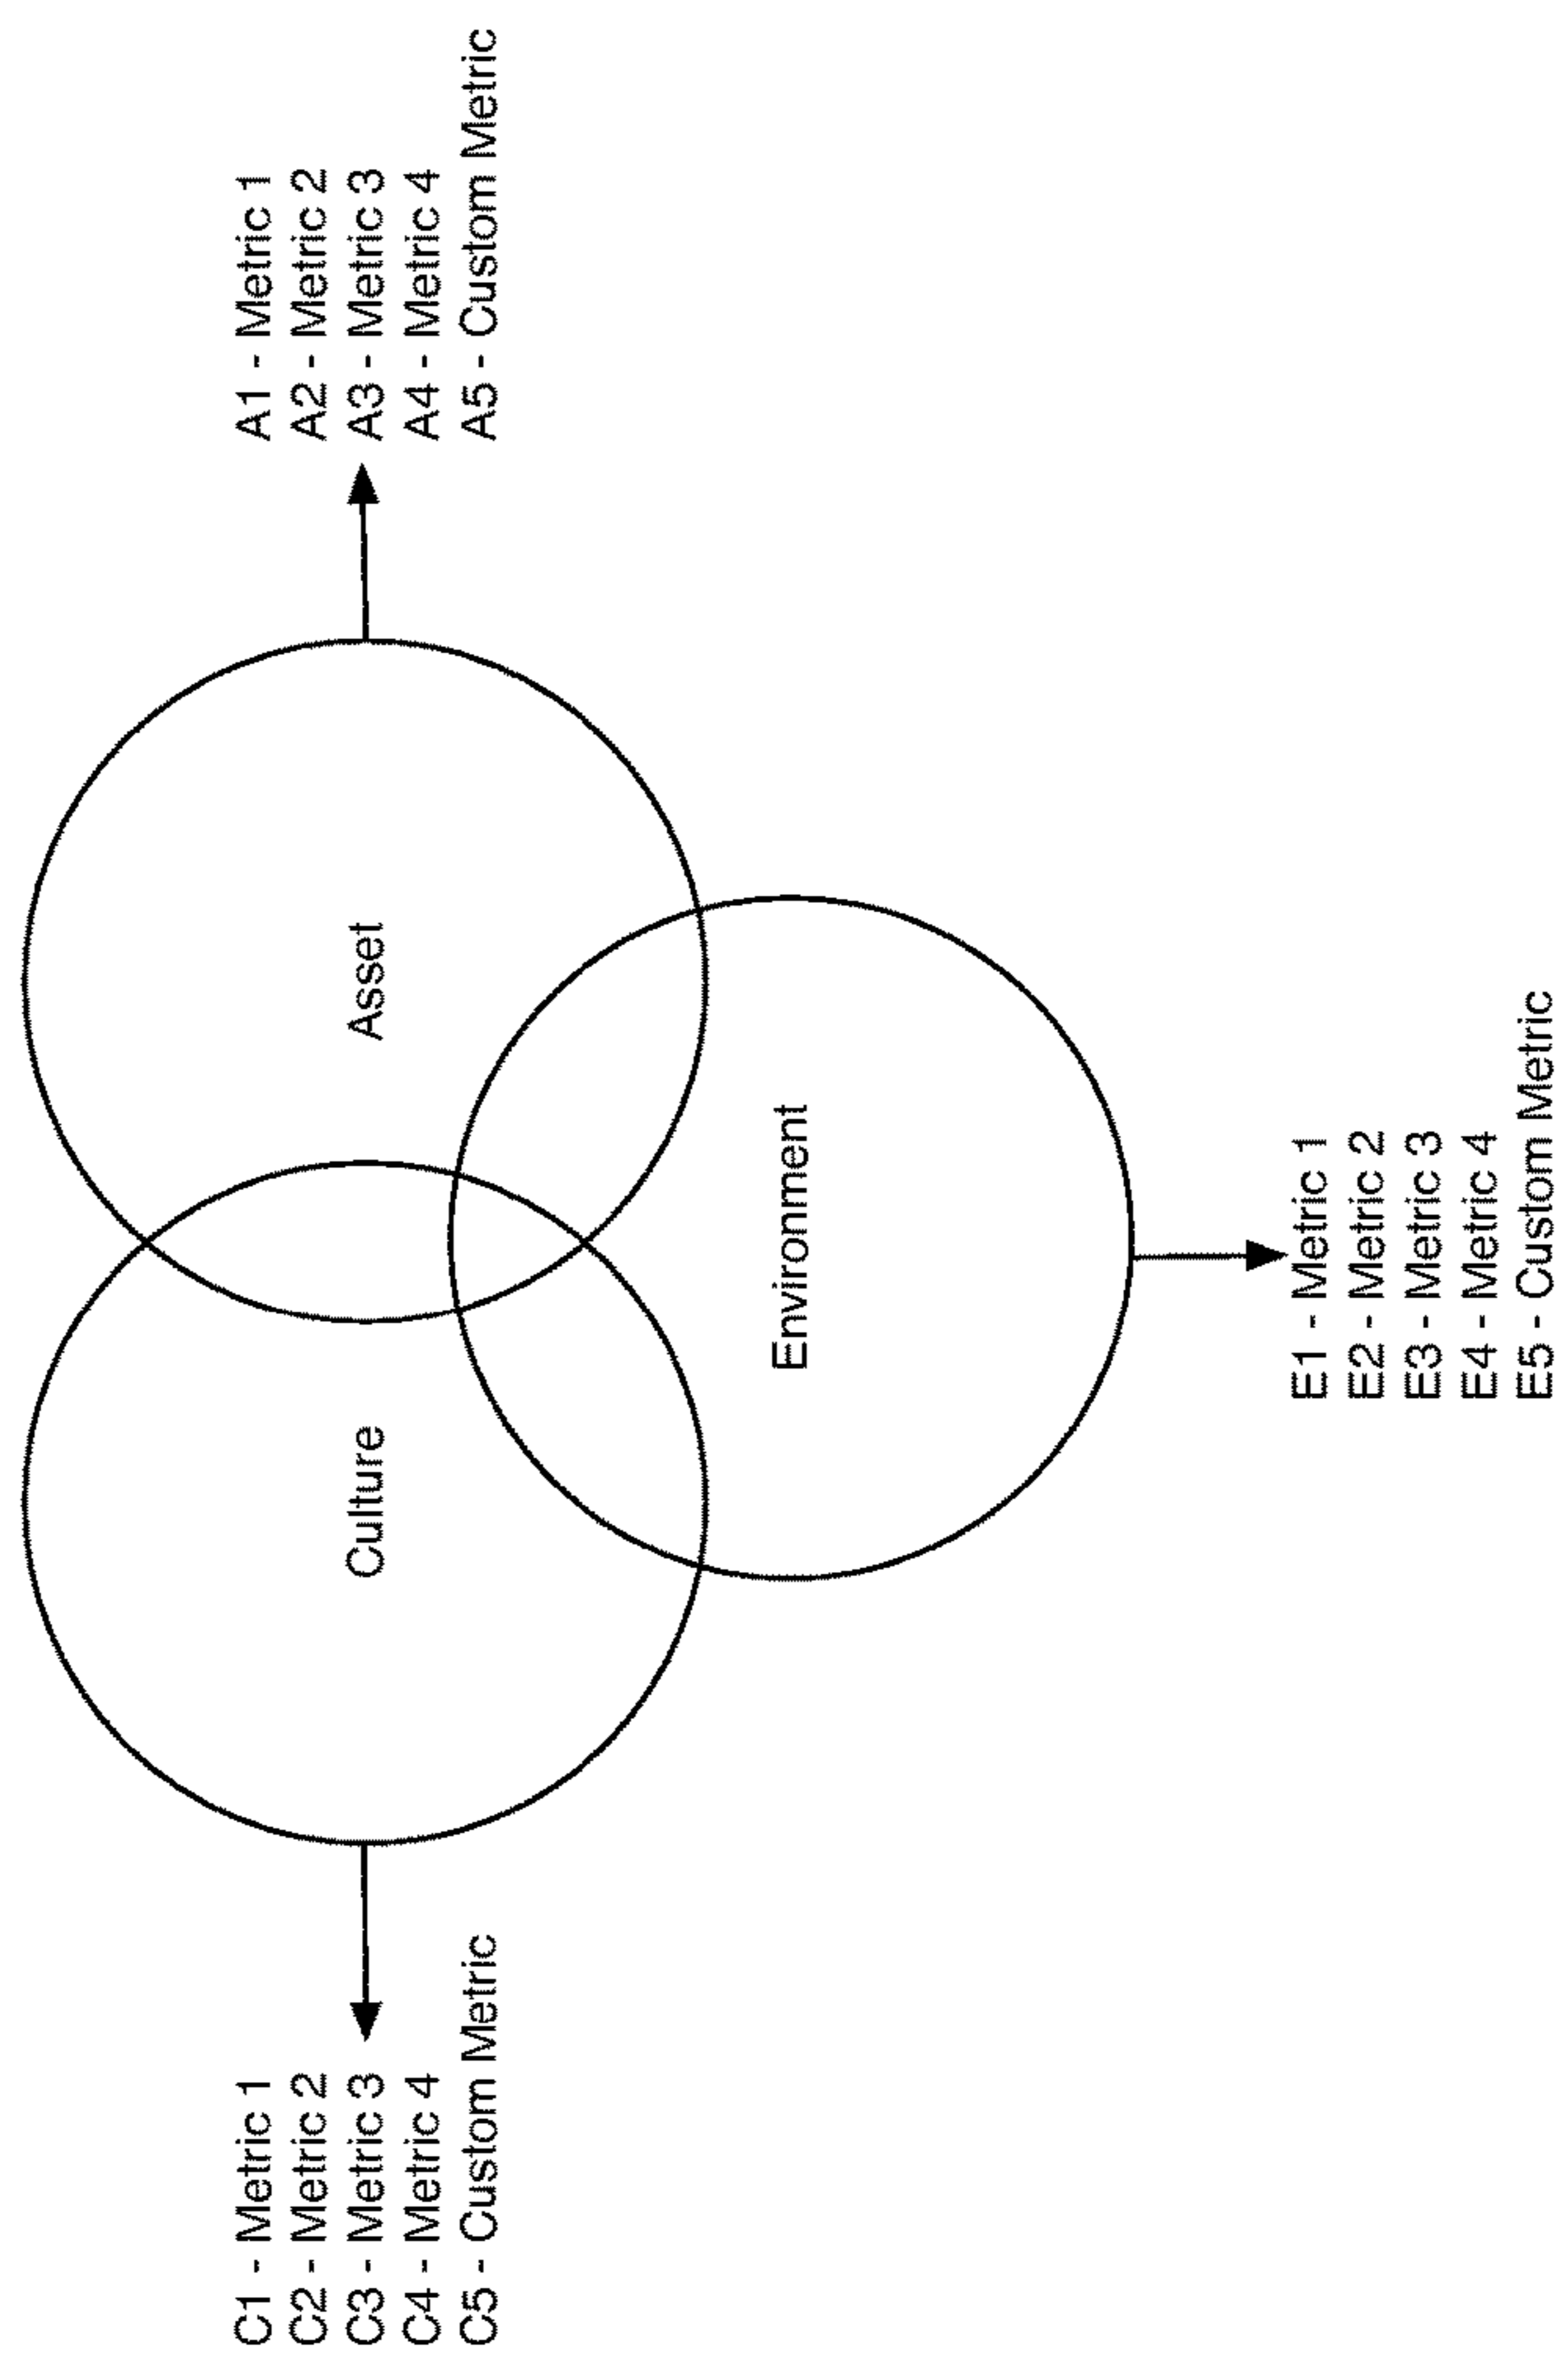 C1 - Metric 1
C2 - Metric 2
C3 - Metric 3
C4 - Metric 4
C5 - Custom Metric
Culture
Asset
A1 - Metric 1
A2 - Metric 2
A3 - Metric 3
A4 - Metric 4
A5 - Custom Metric
Environment
E1 - Metric 1
E2 - Metric 2
E3 - Metric 3
E4 - Metric 4
E5 - Custom Metric